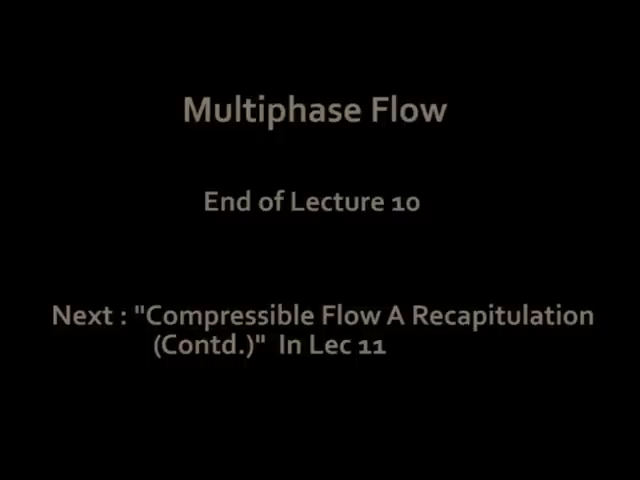 Multiphase Flow
End of Lecture 10
Next : "Compressible Flow A Recapitulation
(Contd.)"  In Lec 11